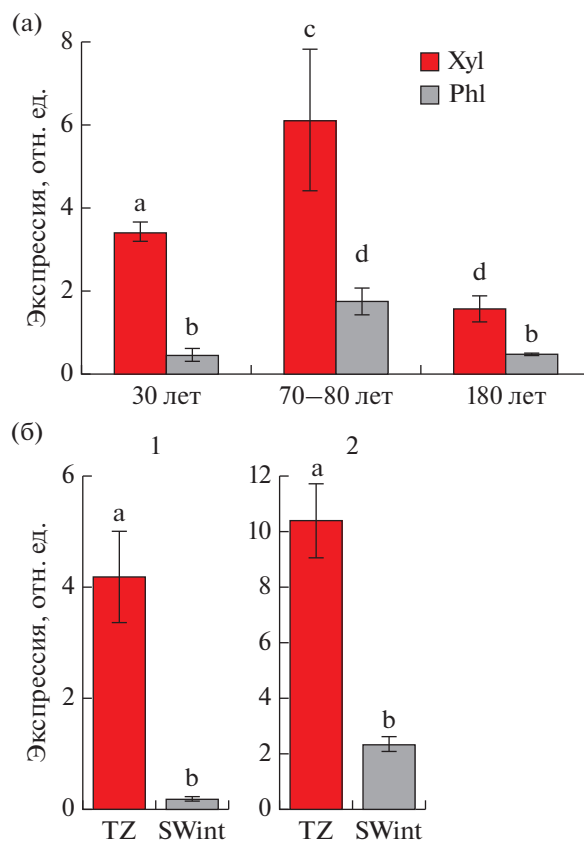 (а)
Экспрессия, отн. ед.
8
6
4
2
0
Xyl
Phl
a
b
c
d
d
b
30 лет
70–80 лет
180 лет
(б)
1
2
Экспрессия, отн. ед.
6
4
2
0
a
b
TZ
SWint
12
10
8
6
4
2
0
a
b
TZ
SWint